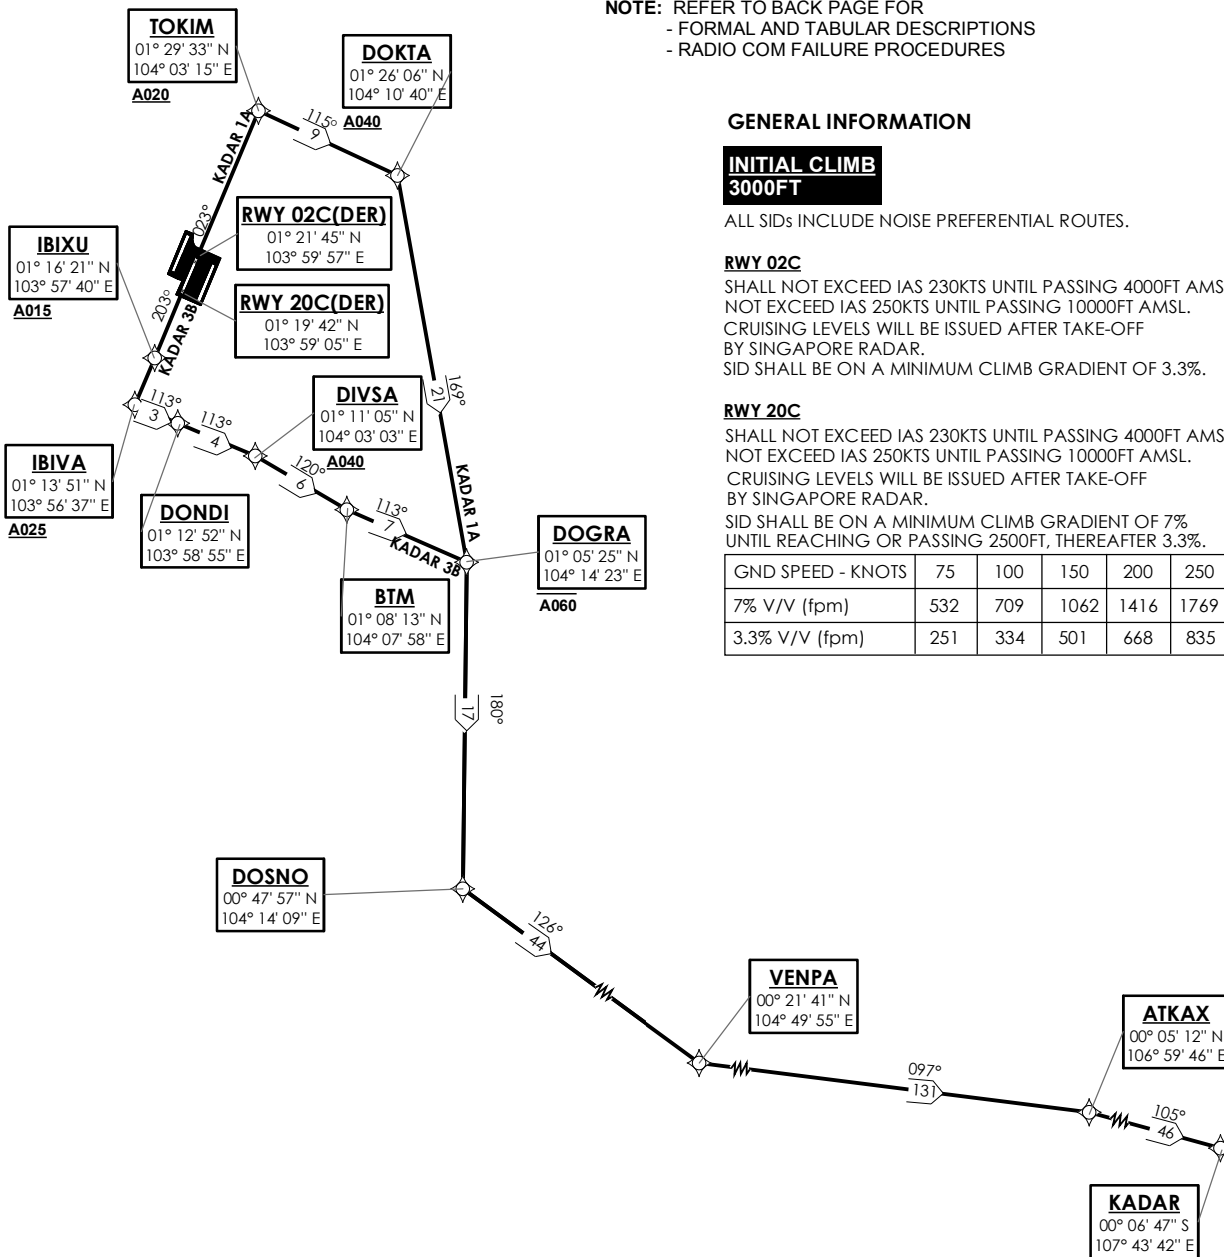 NOTE: REFER TO BACK PAGE FOR
- FORMAL AND TABULAR DESCRIPTIONS
- RADIO COM FAILURE PROCEDURES
TOKIM
01° 29' 33" N
104° 03' 15" E
A020
DOKTA
01° 26' 06" N
104° 10' 40" E
A040
115°
9
KADAR 1A
023°
GENERAL INFORMATION
INITIAL CLIMB
3000FT
ALL SIDs INCLUDE NOISE PREFERENTIAL ROUTES.
RWY 02C
SHALL NOT EXCEED IAS 230KTS UNTIL PASSING 4000FT AMS
NOT EXCEED IAS 250KTS UNTIL PASSING 10000FT AMSL.
CRUISING LEVELS WILL BE ISSUED AFTER TAKE-OFF
BY SINGAPORE RADAR.
SID SHALL BE ON A MINIMUM CLIMB GRADIENT OF 3.3%.
RWY 20C
SHALL NOT EXCEED IAS 230KTS UNTIL PASSING 4000FT AMS
NOT EXCEED IAS 250KTS UNTIL PASSING 10000FT AMSL.
CRUISING LEVELS WILL BE ISSUED AFTER TAKE-OFF
BY SINGAPORE RADAR.
SID SHALL BE ON A MINIMUM CLIMB GRADIENT OF 7%
UNTIL REACHING OR PASSING 2500FT, THEREAFTER 3.3%.
GND SPEED - KNOTS 75 100 150 200 250
7% V/V (fpm) 532 709 1062 1416 1769
3.3% V/V (fpm) 251 334 501 668 835
RWY 02C(DER)
01° 21' 45" N
103° 59' 57" E
IBIXU
01° 16' 21" N
103° 57' 40" E
A015
RWY 20C(DER)
01° 19' 42" N
103° 59' 05" E
203°
KADAR 3B
DIVSA
01° 11' 05" N
104° 03' 03" E
A040
169°
21
KADAR 1A
113°
3
113°
4
120°
6
113°
7
KADAR 3B
IBIVA
01° 13' 51" N
103° 56' 37" E
A025
DONDI
01° 12' 52" N
103° 58' 55" E
BTM
01° 08' 13" N
104° 07' 58" E
DOGRA
01° 05' 25" N
104° 14' 23" E
A060
180°
17
DOSNO
00° 47' 57" N
104° 14' 09" E
126°
44
VENPA
00° 21' 41" N
104° 49' 55" E
097°
131
ATKAX
00° 05' 12" N
106° 59' 46" E
105°
46
KADAR
00° 06' 47" S
107° 43' 42" E